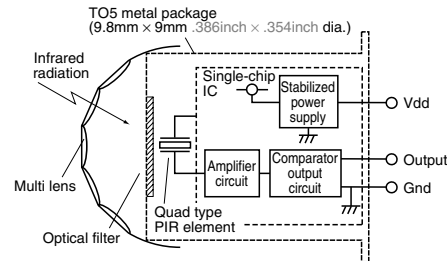 TO5 metal package
(9.8mm × 9mm .386inch × .354inch dia.)
Infrared
radiation
Single-chip
IC
Stabilized
power
supply
Vdd
Amplifier
circuit
Comparator
output
circuit
Output
Gnd
Multi lens
Quad type
PIR element
Optical filter